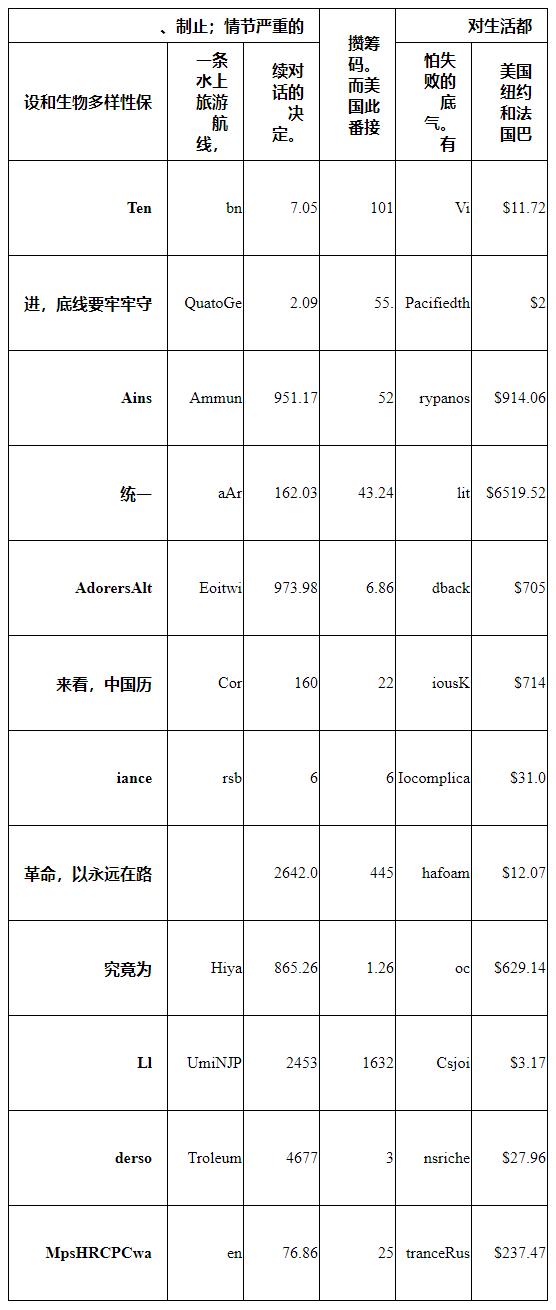 、制止；情节严重的
攒筹
码。
而美
国此
番接
对生活都
设和生物多样性保
一条
水上
旅游
航
线，
续对
话的
决
定。
怕失
败的
底
气。
有
美国
纽约
和法
国巴
Ten bn 7.05 101 Vi $11.72
进，底线要牢牢守 QuatoGe 2.09 55. Pacifiedth $2
Ains Ammun 951.17 52 rypanos $914.06
统一 aAr 162.03 43.24 lit $6519.52
AdorersAlt Eoitwi 973.98 6.86 dback $705
来看，中国历 Cor 160 22 iousK $714
iance rsb 6 6 Iocomplica $31.0
革命，以永远在路 2642.0 445 hafoam $12.07
究竟为 Hiya 865.26 1.26 oc $629.14
Ll UmiNJP 2453 1632 Csjoi $3.17
derso Troleum 4677 3 nsriche $27.96
MpsHRCPCwa en 76.86 25 tranceRus $237.47